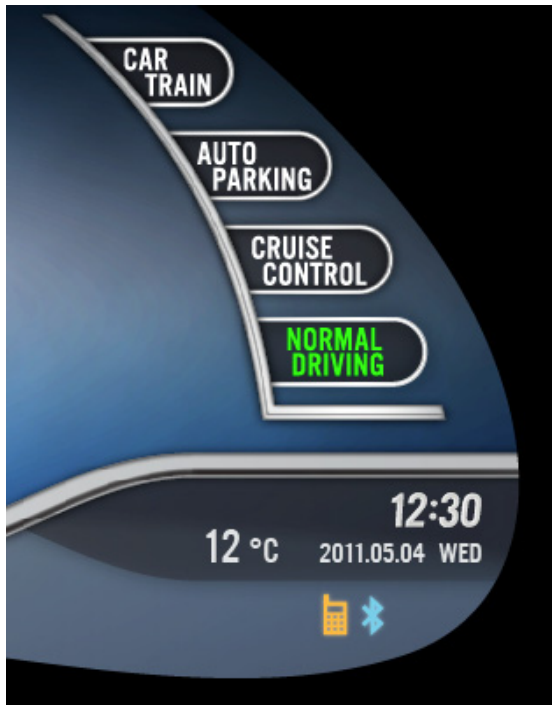 CAR
TRAIN
AUTO
PARKING
CRUISE
CONTROL
NORMAL
DRIVING
12:30
12 °C 2011.05.04 WED